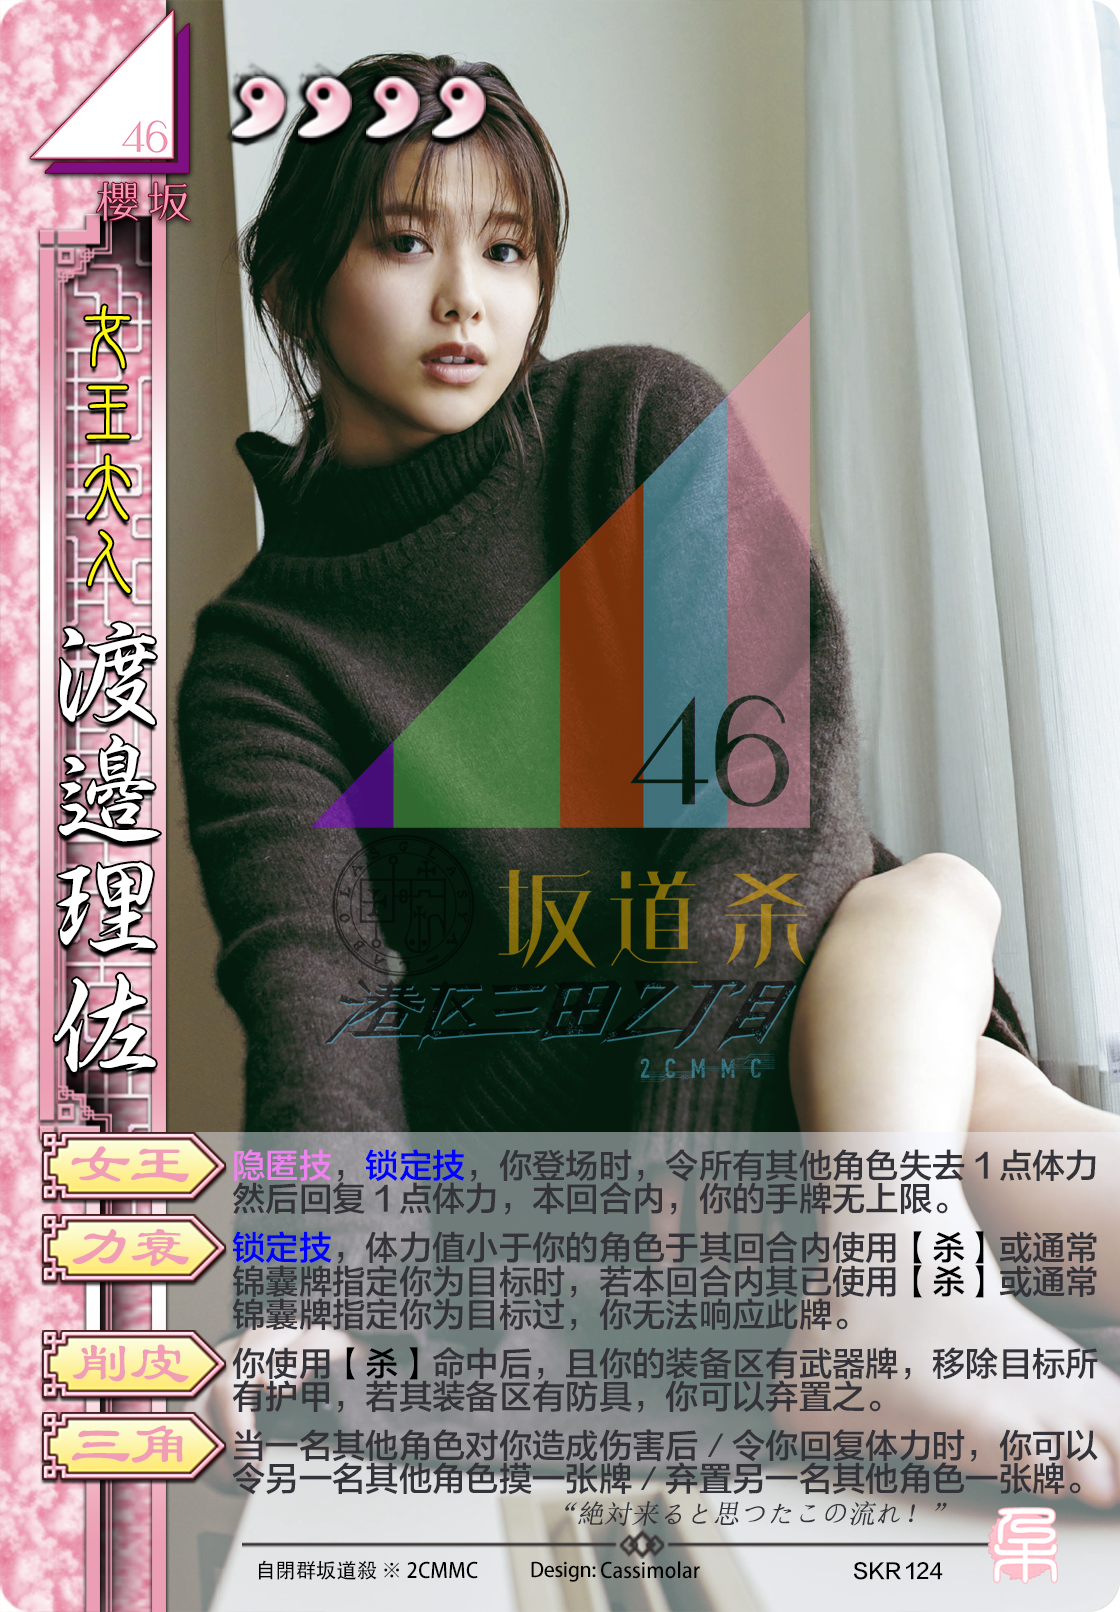 46
櫻坂
女王大人
渡邉理佐
46
坂道杀
港区三田2丁目
2CMMC
女王
隐匿技，锁定技，你登场时，令所有其他角色失去1点体力
然后回复1点体力，本回合内，你的手牌无上限。
力衰
锁定技，体力值小于你的角色于其回合内使用【杀】或通常
锦囊牌指定你为目标时，若本回合内其已使用【杀】或通常
锦囊牌指定你为目标过，你无法响应此牌。
削皮
你使用【杀】命中后，且你的装备区有武器牌，移除目标所
有护甲，若其装备区有防具，你可以弃置之。
三角
当一名其他角色对你造成伤害后/令你回复体力时，你可以
令另一名其他角色摸一张牌/弃置另一名其他角色一张牌。
“絶対来ると思つたこの流れ！”
自閉群坂道殺 ※ 2CMMC
Design: Cassimolar
SKR124